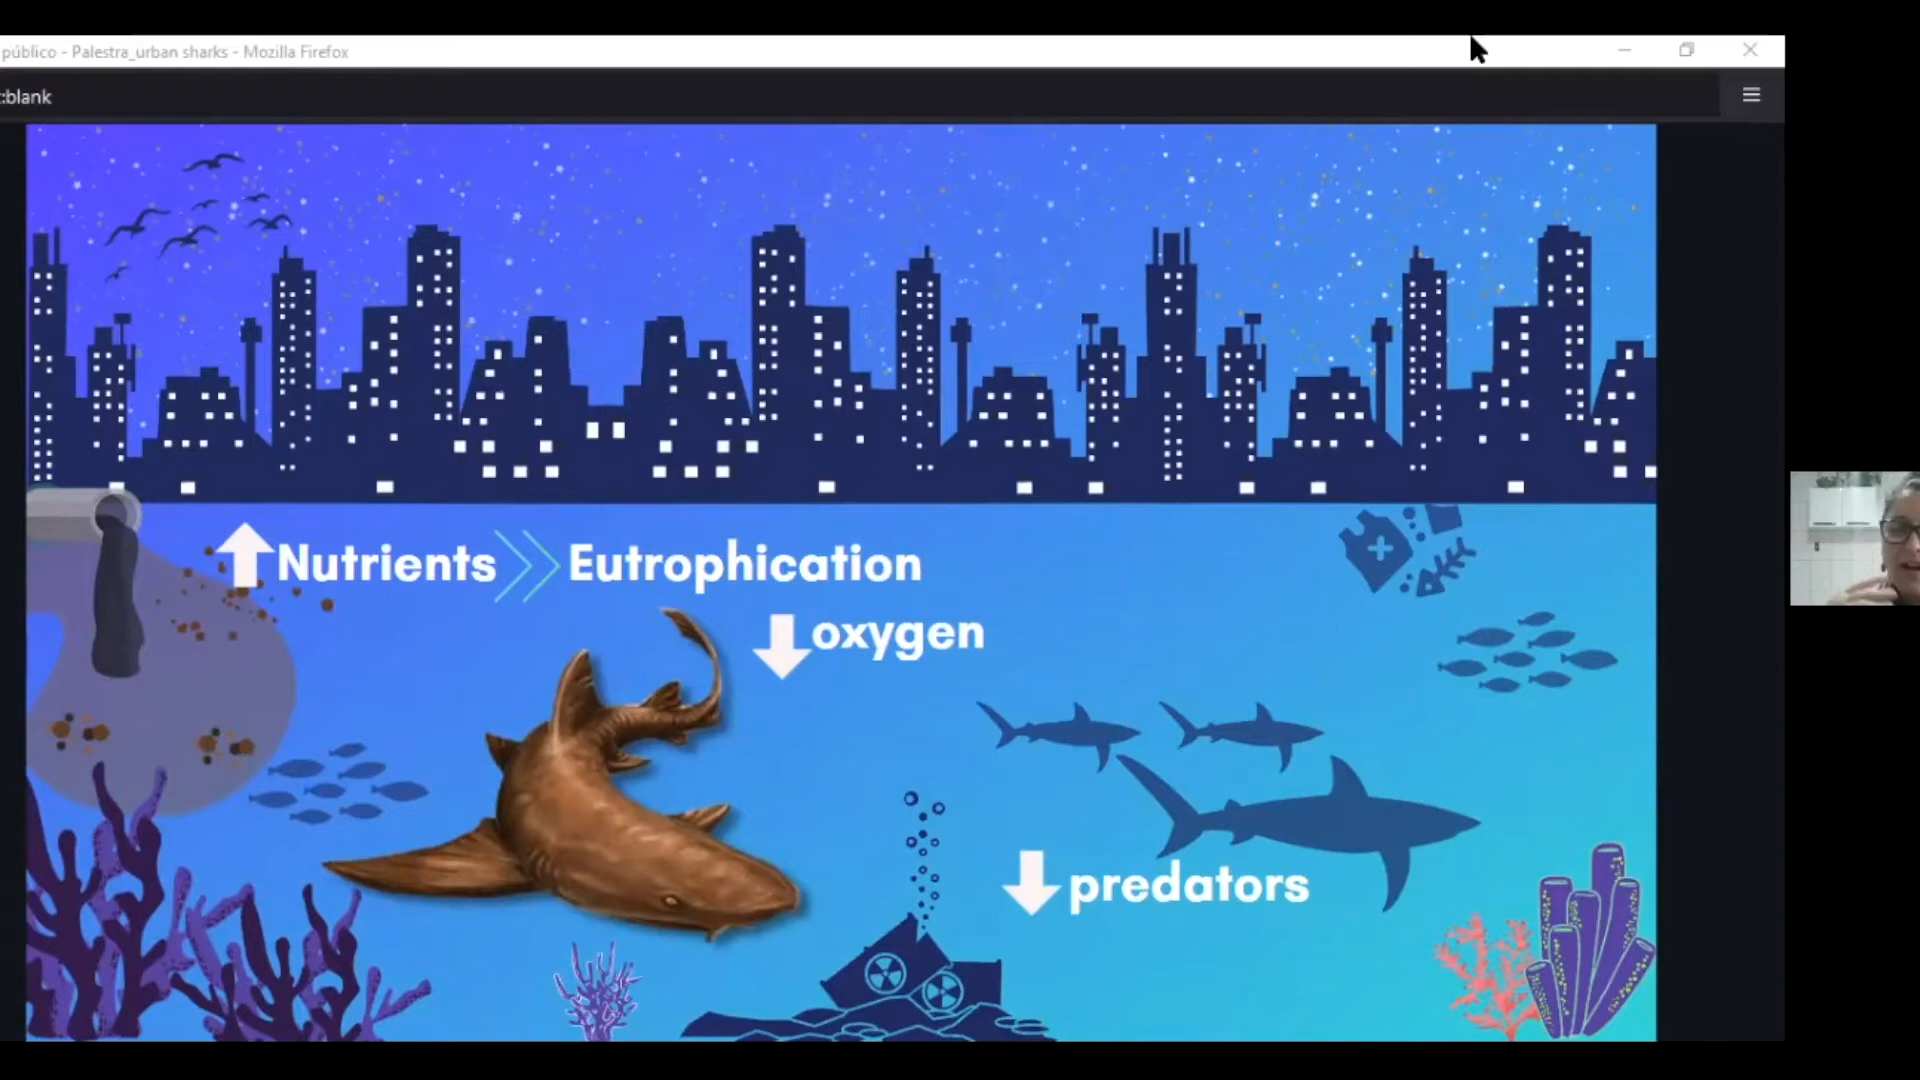 público - Palestra_urban sharks - Mozilla Firefox
:blank
Nutrients Eutrophication
oxygen
predators